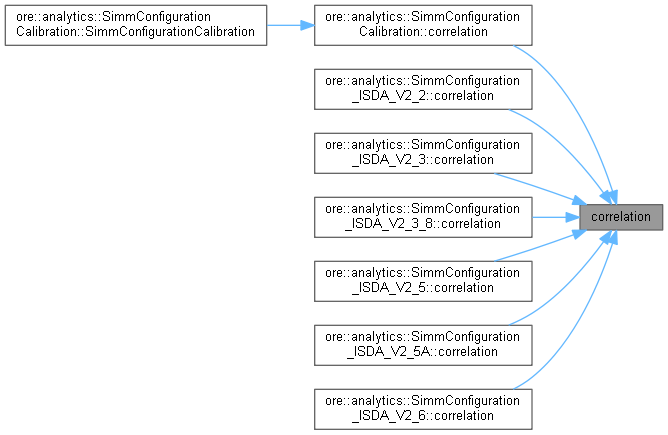 ore::analytics::SimmConfiguration
Calibration::SimmConfigurationCalibration
ore::analytics::SimmConfiguration
Calibration::correlation
ore::analytics::SimmConfiguration
_ISDA_V2_2::correlation
ore::analytics::SimmConfiguration
_ISDA_V2_3::correlation
ore::analytics::SimmConfiguration
_ISDA_V2_3_8::correlation
correlation
ore::analytics::SimmConfiguration
_ISDA_V2_5::correlation
ore::analytics::SimmConfiguration
_ISDA_V2_5A::correlation
ore::analytics::SimmConfiguration
_ISDA_V2_6::correlation